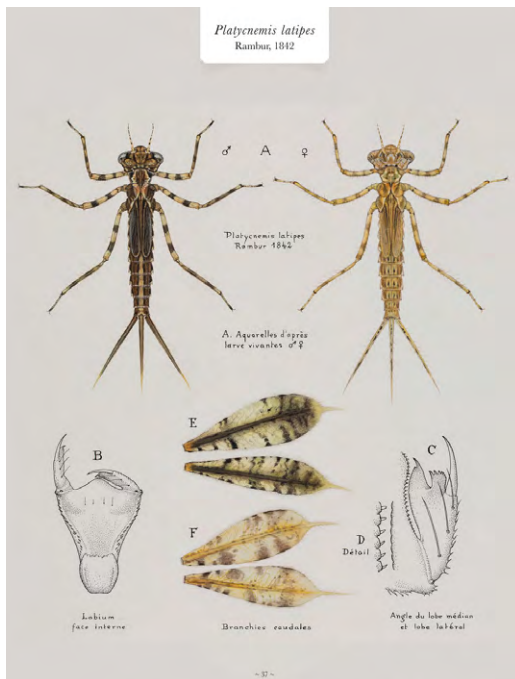 Platycnemis latipes
Rambur, 1842
♂ A ♀
Platycnemis latipes
Rambur 1842
A. Aquarelles d'après
larve vivantes ♂♀
E
B
C
F
D
Détail
Labium
face interne
Branchies caudales
Angle du lobe médian
et lobe latéral
~ 37 ~